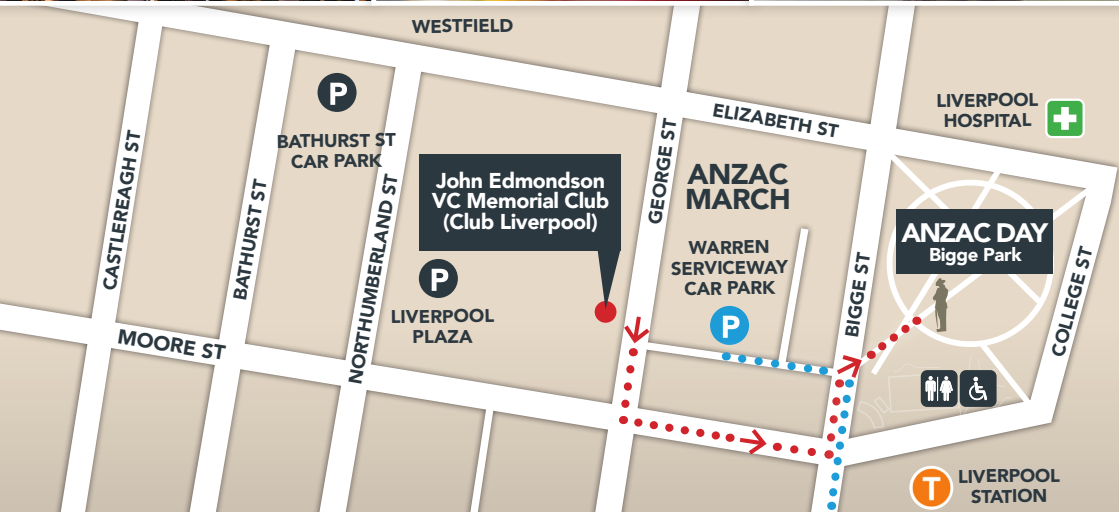 WESTFIELD
P
BATHURST ST
CAR PARK
CASTLEREAGH ST
BATHURST ST
NORTHUMBERLAND ST
John Edmondson
VC Memorial Club
(Club Liverpool)
P
LIVERPOOL
PLAZA
MOORE ST
GEORGE ST
ELIZABETH ST
ANZAC
MARCH
WARREN
SERVICEWAY
CAR PARK
P
BIGGE ST
LIVERPOOL
HOSPITAL
ANZAC DAY
Bigge Park
COLLEGE ST
T
LIVERPOOL
STATION